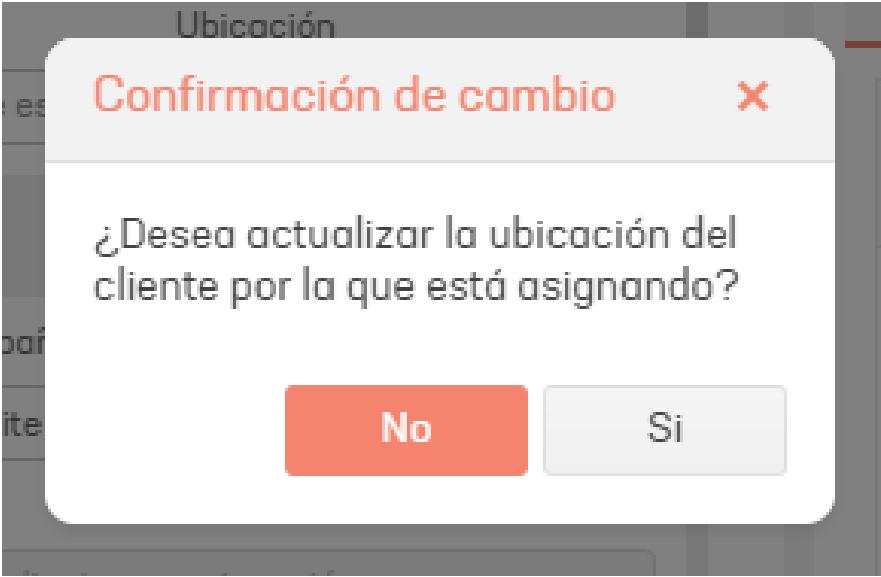 Ubicación
Confirmación de cambio
¿Desea actualizar la ubicación del
cliente por la que está asignando?
No
Si